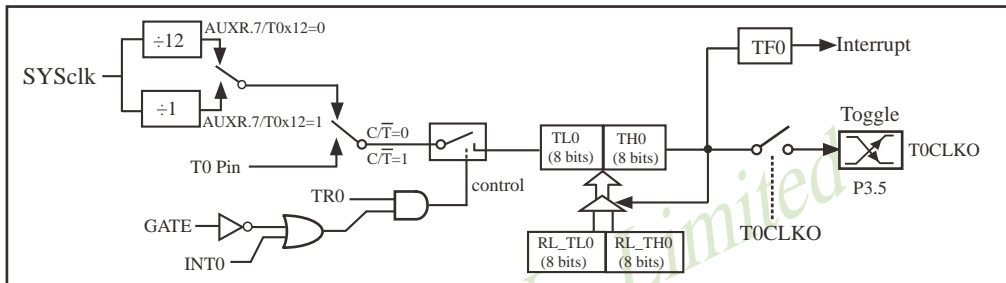 AUXR.7/T0x12=0
÷12
SYSclk
÷1
AUXR.7/T0x12=1
T0 Pin
C/T̅=0
C/T̅=1
TR0
GATE
INT0
control
TL0
(8 bits)
TH0
(8 bits)
RL_TL0
(8 bits)
RL_TH0
(8 bits)
TF0
Interrupt
Toggle
T0CLKO
P3.5
T0CLKO
Limited